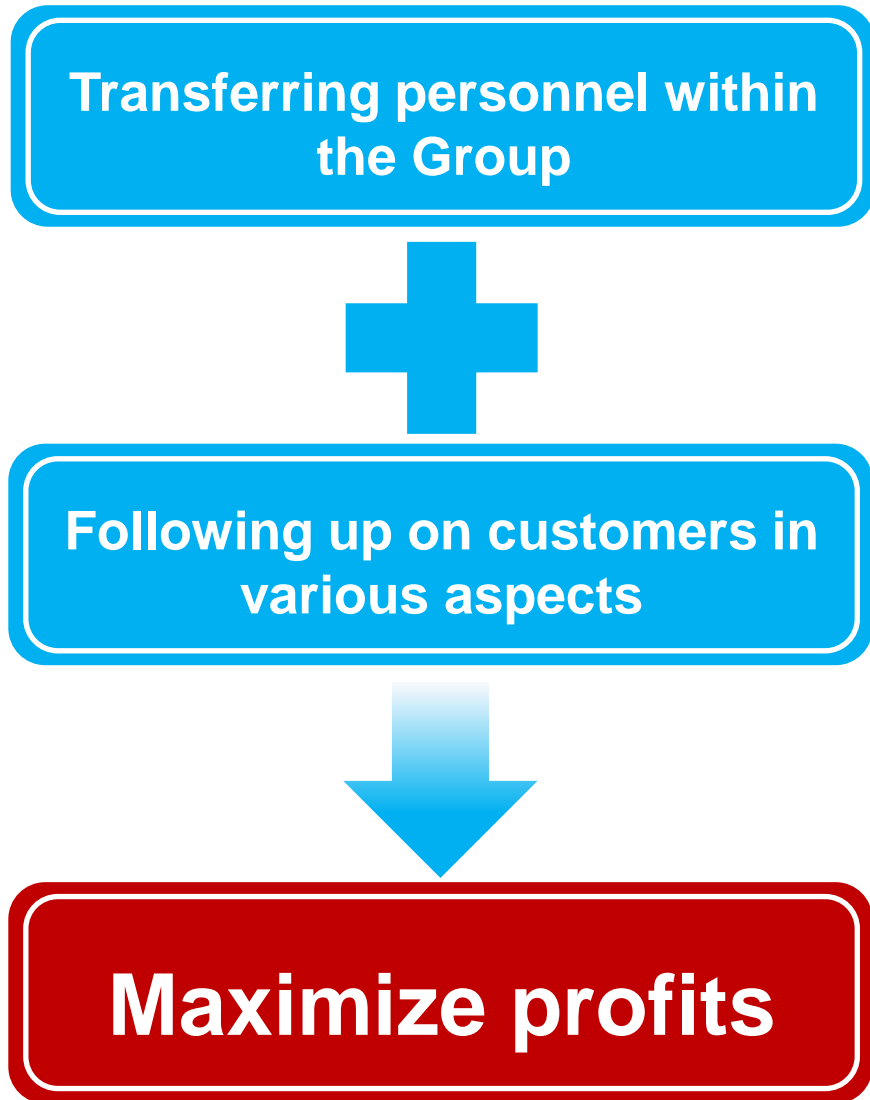 Transferring personnel within
the Group
Following up on customers in
various aspects
Maximize profits